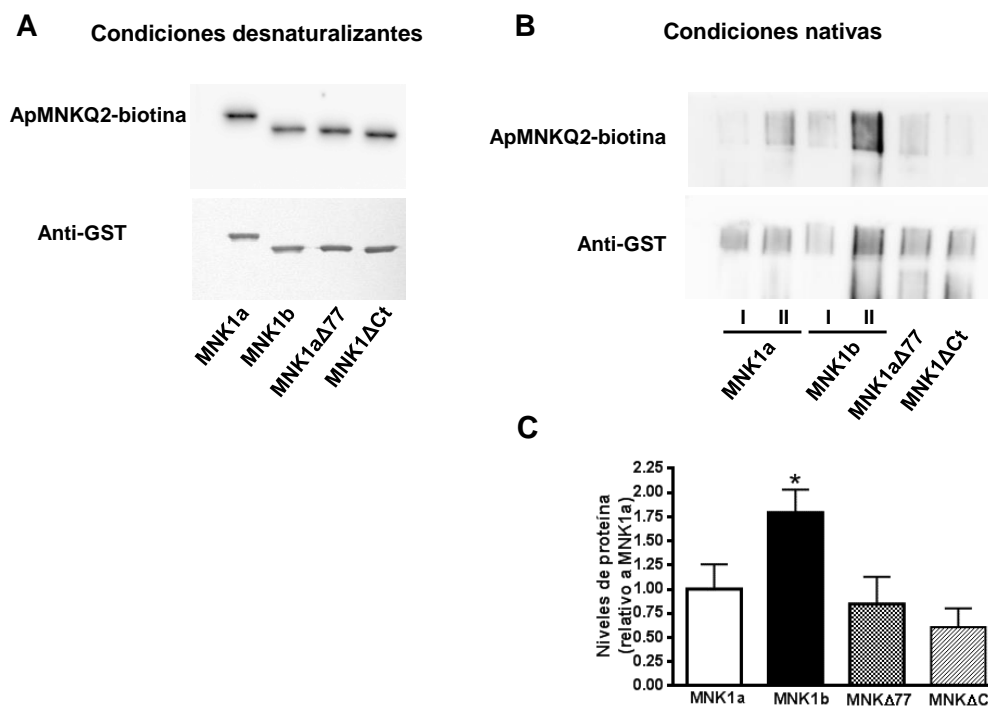 A
Condiciones desnaturalizantes
ApMNKQ2-biotina
Anti-GST
MNK1a
MNK1b
MNK1aΔ77
MNK1ΔCt
B
Condiciones nativas
ApMNKQ2-biotina
Anti-GST
I II I II
MNK1a
MNK1b
MNK1aΔ77
MNK1ΔCt
C
Niveles de proteína
(relativo a MNK1a)
2.25
2.00
1.75
1.50
1.25
1.00
0.75
0.50
0.25
0.00
*
MNK1a MNK1b MNKΔ77 MNKΔC